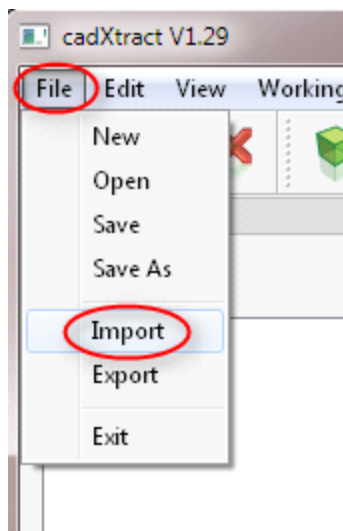 cadXtract V1.29
File Edit View Working
New
Open
Save
Save As
Import
Export
Exit